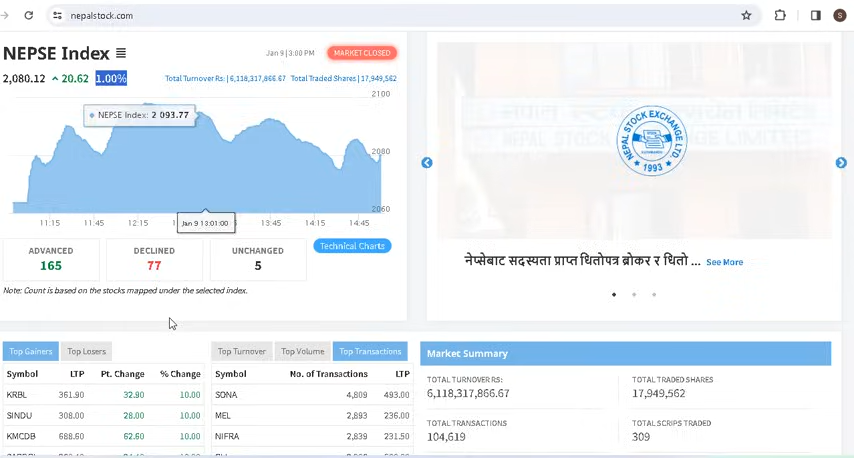 nepalstock.com
S
NEPSE Index
Jan 9 | 3:00 PM
MARKET CLOSED
2,080.12 20.62 1.00%
Total Turnover Rs: | 6,118,317,866.67 Total Traded Shares | 17,949,562
2100
NEPSE Index: 2 093.77
2080
2060
11:15 11:45 12:15 13:45 14:15 14:45
Jan 9 13:01:00
ADVANCED
165
DECLINED
77
UNCHANGED
5
Technical Charts
Note: Count is based on the stocks mapped under the selected index.
NEPAL STOCK EXCHANGE LTD.
1993
नेप्सेबाट सदस्यता प्राप्त धितोपत्र ब्रोकर र धितो ... See More
Top Gainers Top Losers
Symbol LTP Pt. Change % Change
KRBL 361.90 32.90 10.00
SINDU 308.00 28.00 10.00
KMCDB 688.60 62.60 10.00
Top Turnover Top Volume Top Transactions
Symbol No. of Transactions LTP
SONA 4,809 493.00
MEL 2,893 236.00
NIFRA 2,839 231.50
Market Summary
TOTAL TURNOVER RS:
6,118,317,866.67
TOTAL TRADED SHARES
17,949,562
TOTAL TRANSACTIONS
104,619
TOTAL SCRIPS TRADED
309